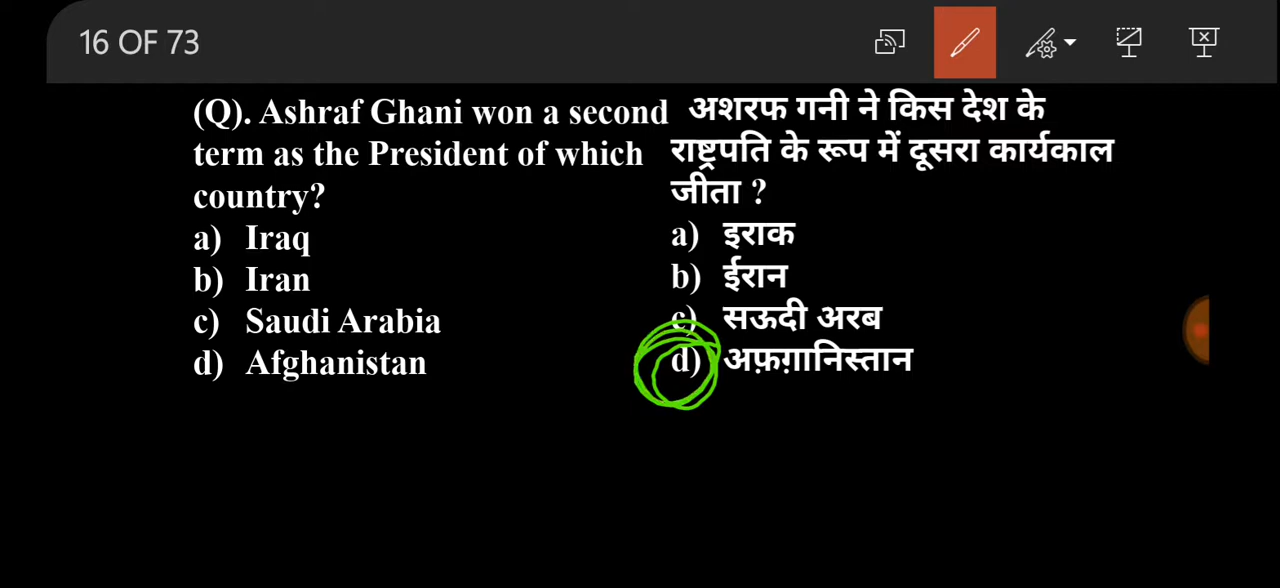 16 OF 73
(Q). Ashraf Ghani won a second
term as the President of which
country?
a) Iraq
b) Iran
c) Saudi Arabia
d) Afghanistan
अशरफ गनी ने किस देश के
राष्ट्रपति के रूप में दूसरा कार्यकाल
जीता ?
a) इराक
b) ईरान
c) सऊदी अरब
d) अफ़ग़ानिस्तान